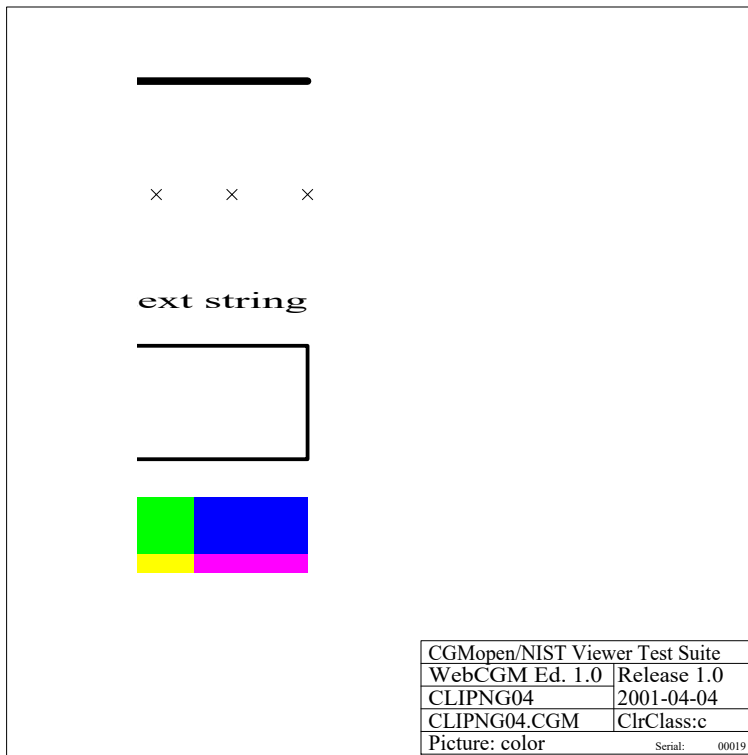 ext string
CGMopen/NIST Viewer Test Suite
WebCGM Ed. 1.0 Release 1.0
CLIPNG04 2001-04-04
CLIPNG04.CGM ClrClass:c
Picture: color Serial: 00019